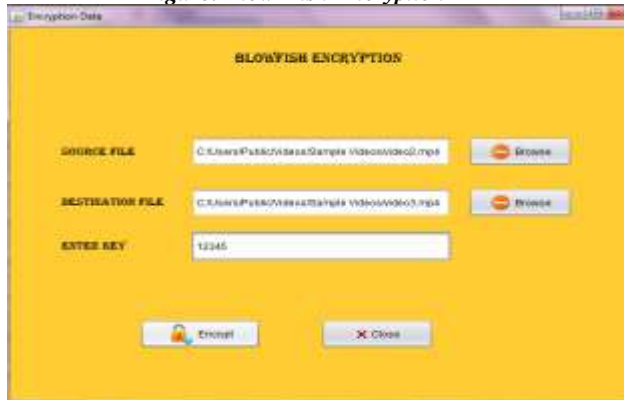 Encryption Data
BLOWFISH ENCRYPTION
SOURCE FILE
C:\Users\Public\Videos\Sample Videos\video2.mp4
Browse
DESTINATION FILE
C:\Users\Public\Videos\Sample Videos\video3.mp4
Browse
ENTER KEY
12345
Encrypt
Close